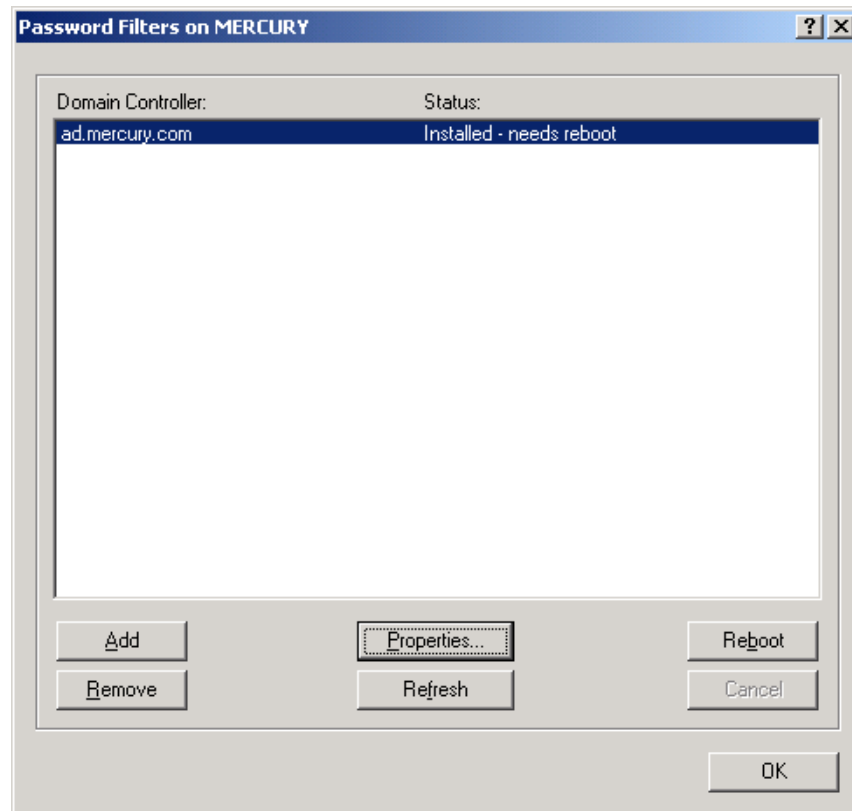 Password Filters on MERCURY
Domain Controller: Status:
ad.mercury.com Installed - needs reboot
Add Properties... Reboot
Remove Refresh Cancel
OK